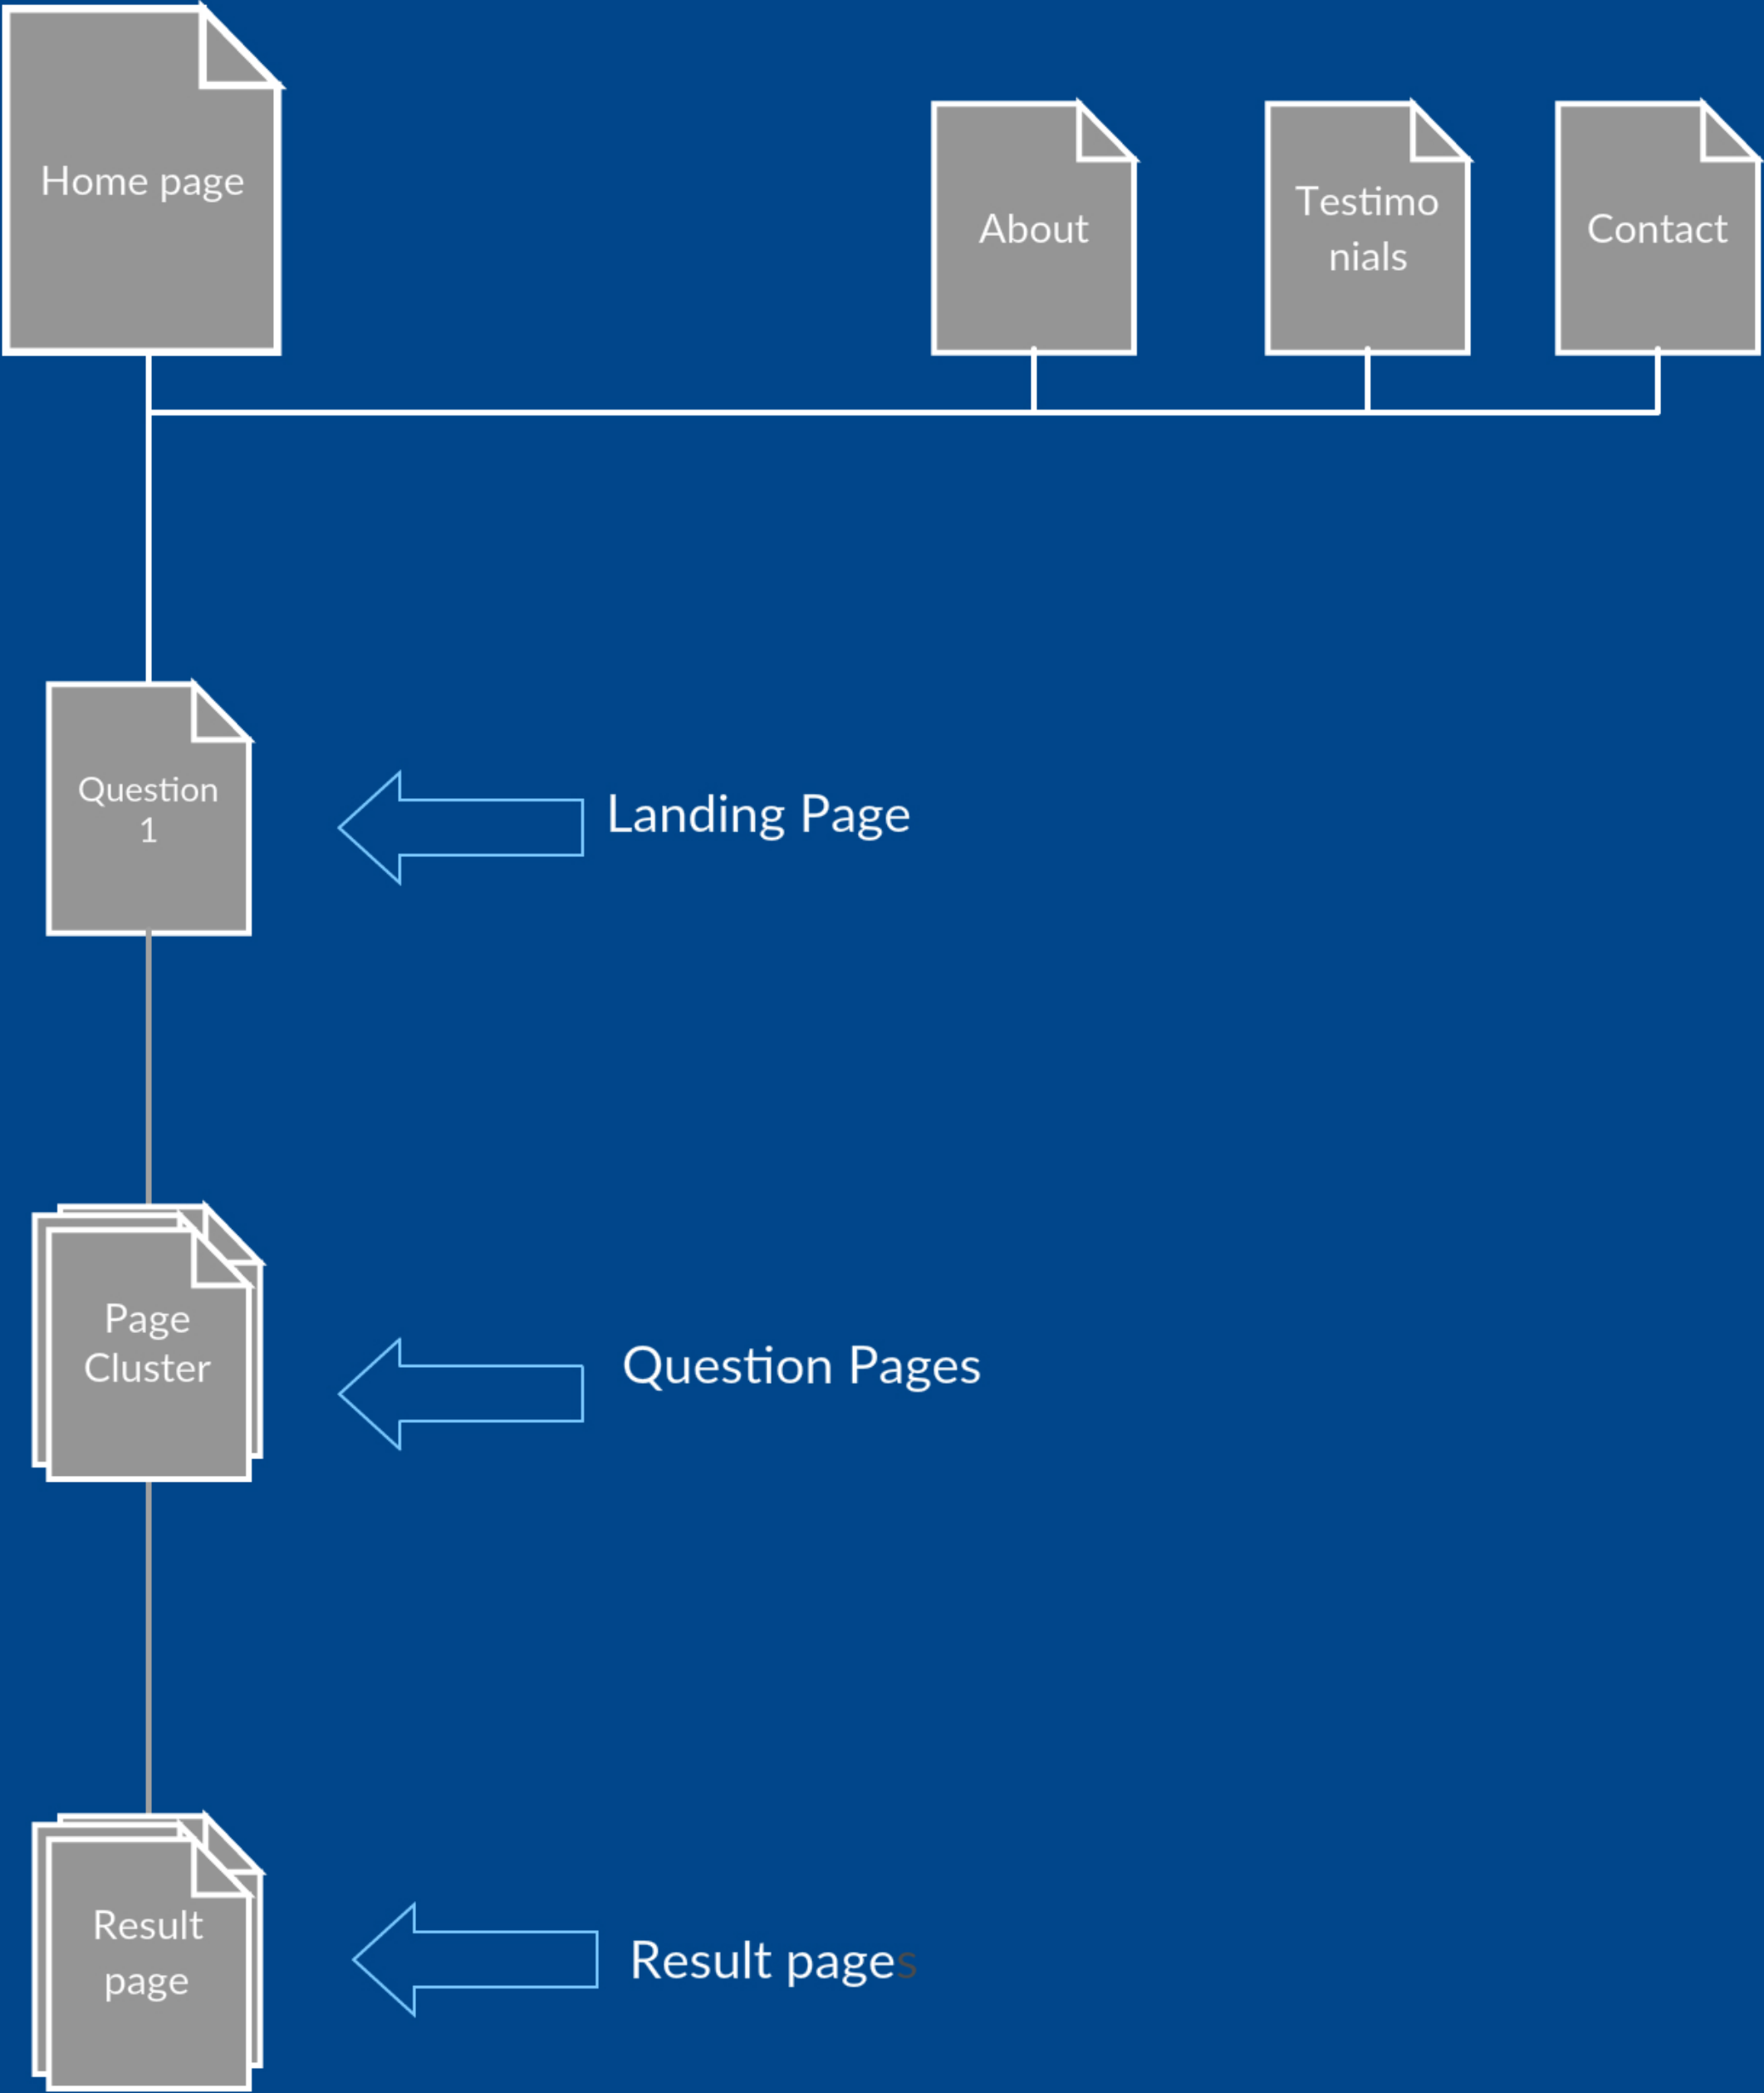 Home page
About
Testimo
nials
Contact
Question
1
Landing Page
Page
Cluster
Question Pages
Result
page
Result pages